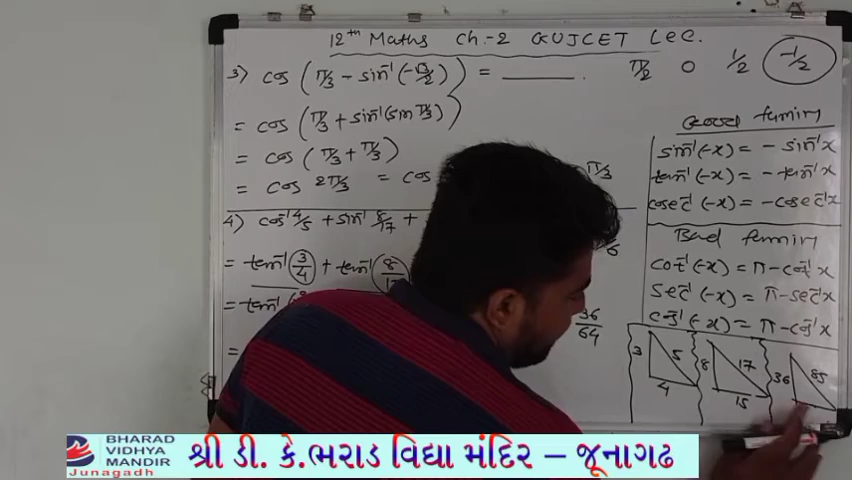 12th Maths Ch.-2 GUJCET Lec.
3) cos (π/3 - sin⁻¹(-√3/2)) = ______.
π/2 0 1/2 -1/2
= cos (π/3 + sin⁻¹(sin π/3))
= cos (π/3 + π/3)
= cos 2π/3 = cos
π/3
4) cos⁻¹ 4/5 + sin⁻¹ 8/17 +
= tan⁻¹ (3/4) + tan⁻¹ (8/15
= tan⁻¹
36/64
Good femiry
sin⁻¹(-x) = - sin⁻¹x
tan⁻¹(-x) = - tan⁻¹x
cosec⁻¹(-x) = -cosec⁻¹x
Bad femiry
cot⁻¹(-x) = π - cot⁻¹x
sec⁻¹(-x) = π - sec⁻¹x
cos⁻¹(-x) = π - cos⁻¹x
3 5 4
8 17 15
36 85
BHARAD
VIDHYA
MANDIR
Junagadh
શ્રી ડી. કે.ભરાડ વિદ્યા મંદિર – જૂનાગઢ